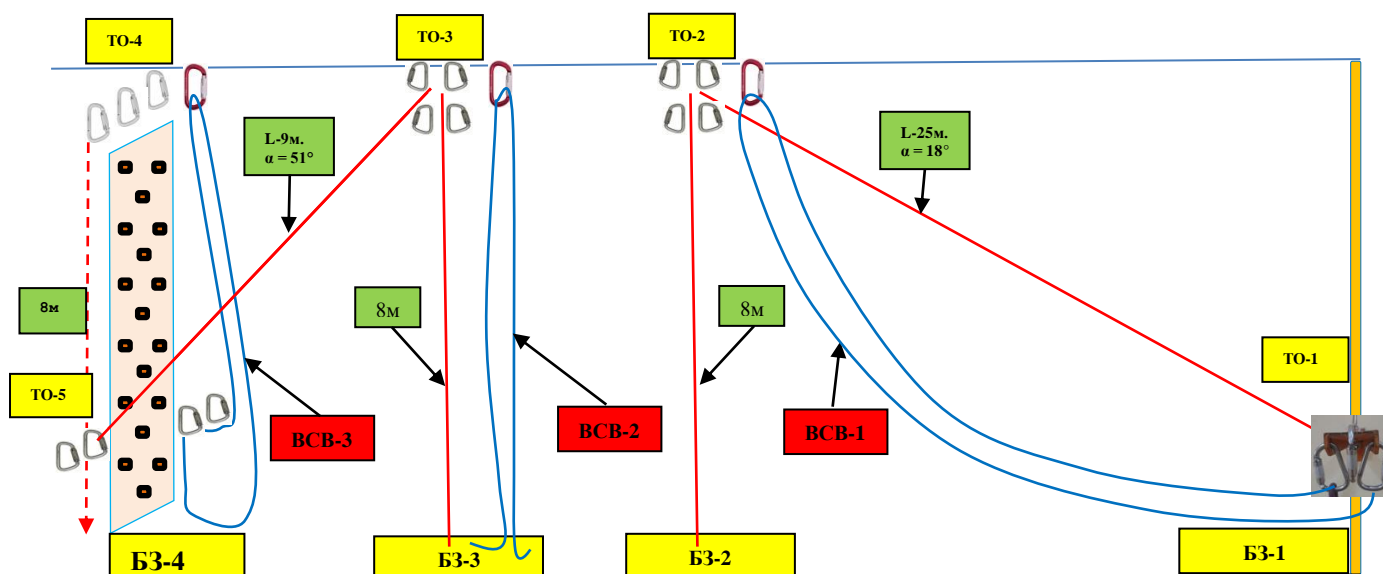 ТО-4
ТО-3
ТО-2
L-9м.
α = 51°
L-25м.
α = 18°
8м
8м
8м
ТО-1
ТО-5
ВСВ-3
ВСВ-2
ВСВ-1
БЗ-4
БЗ-3
БЗ-2
БЗ-1